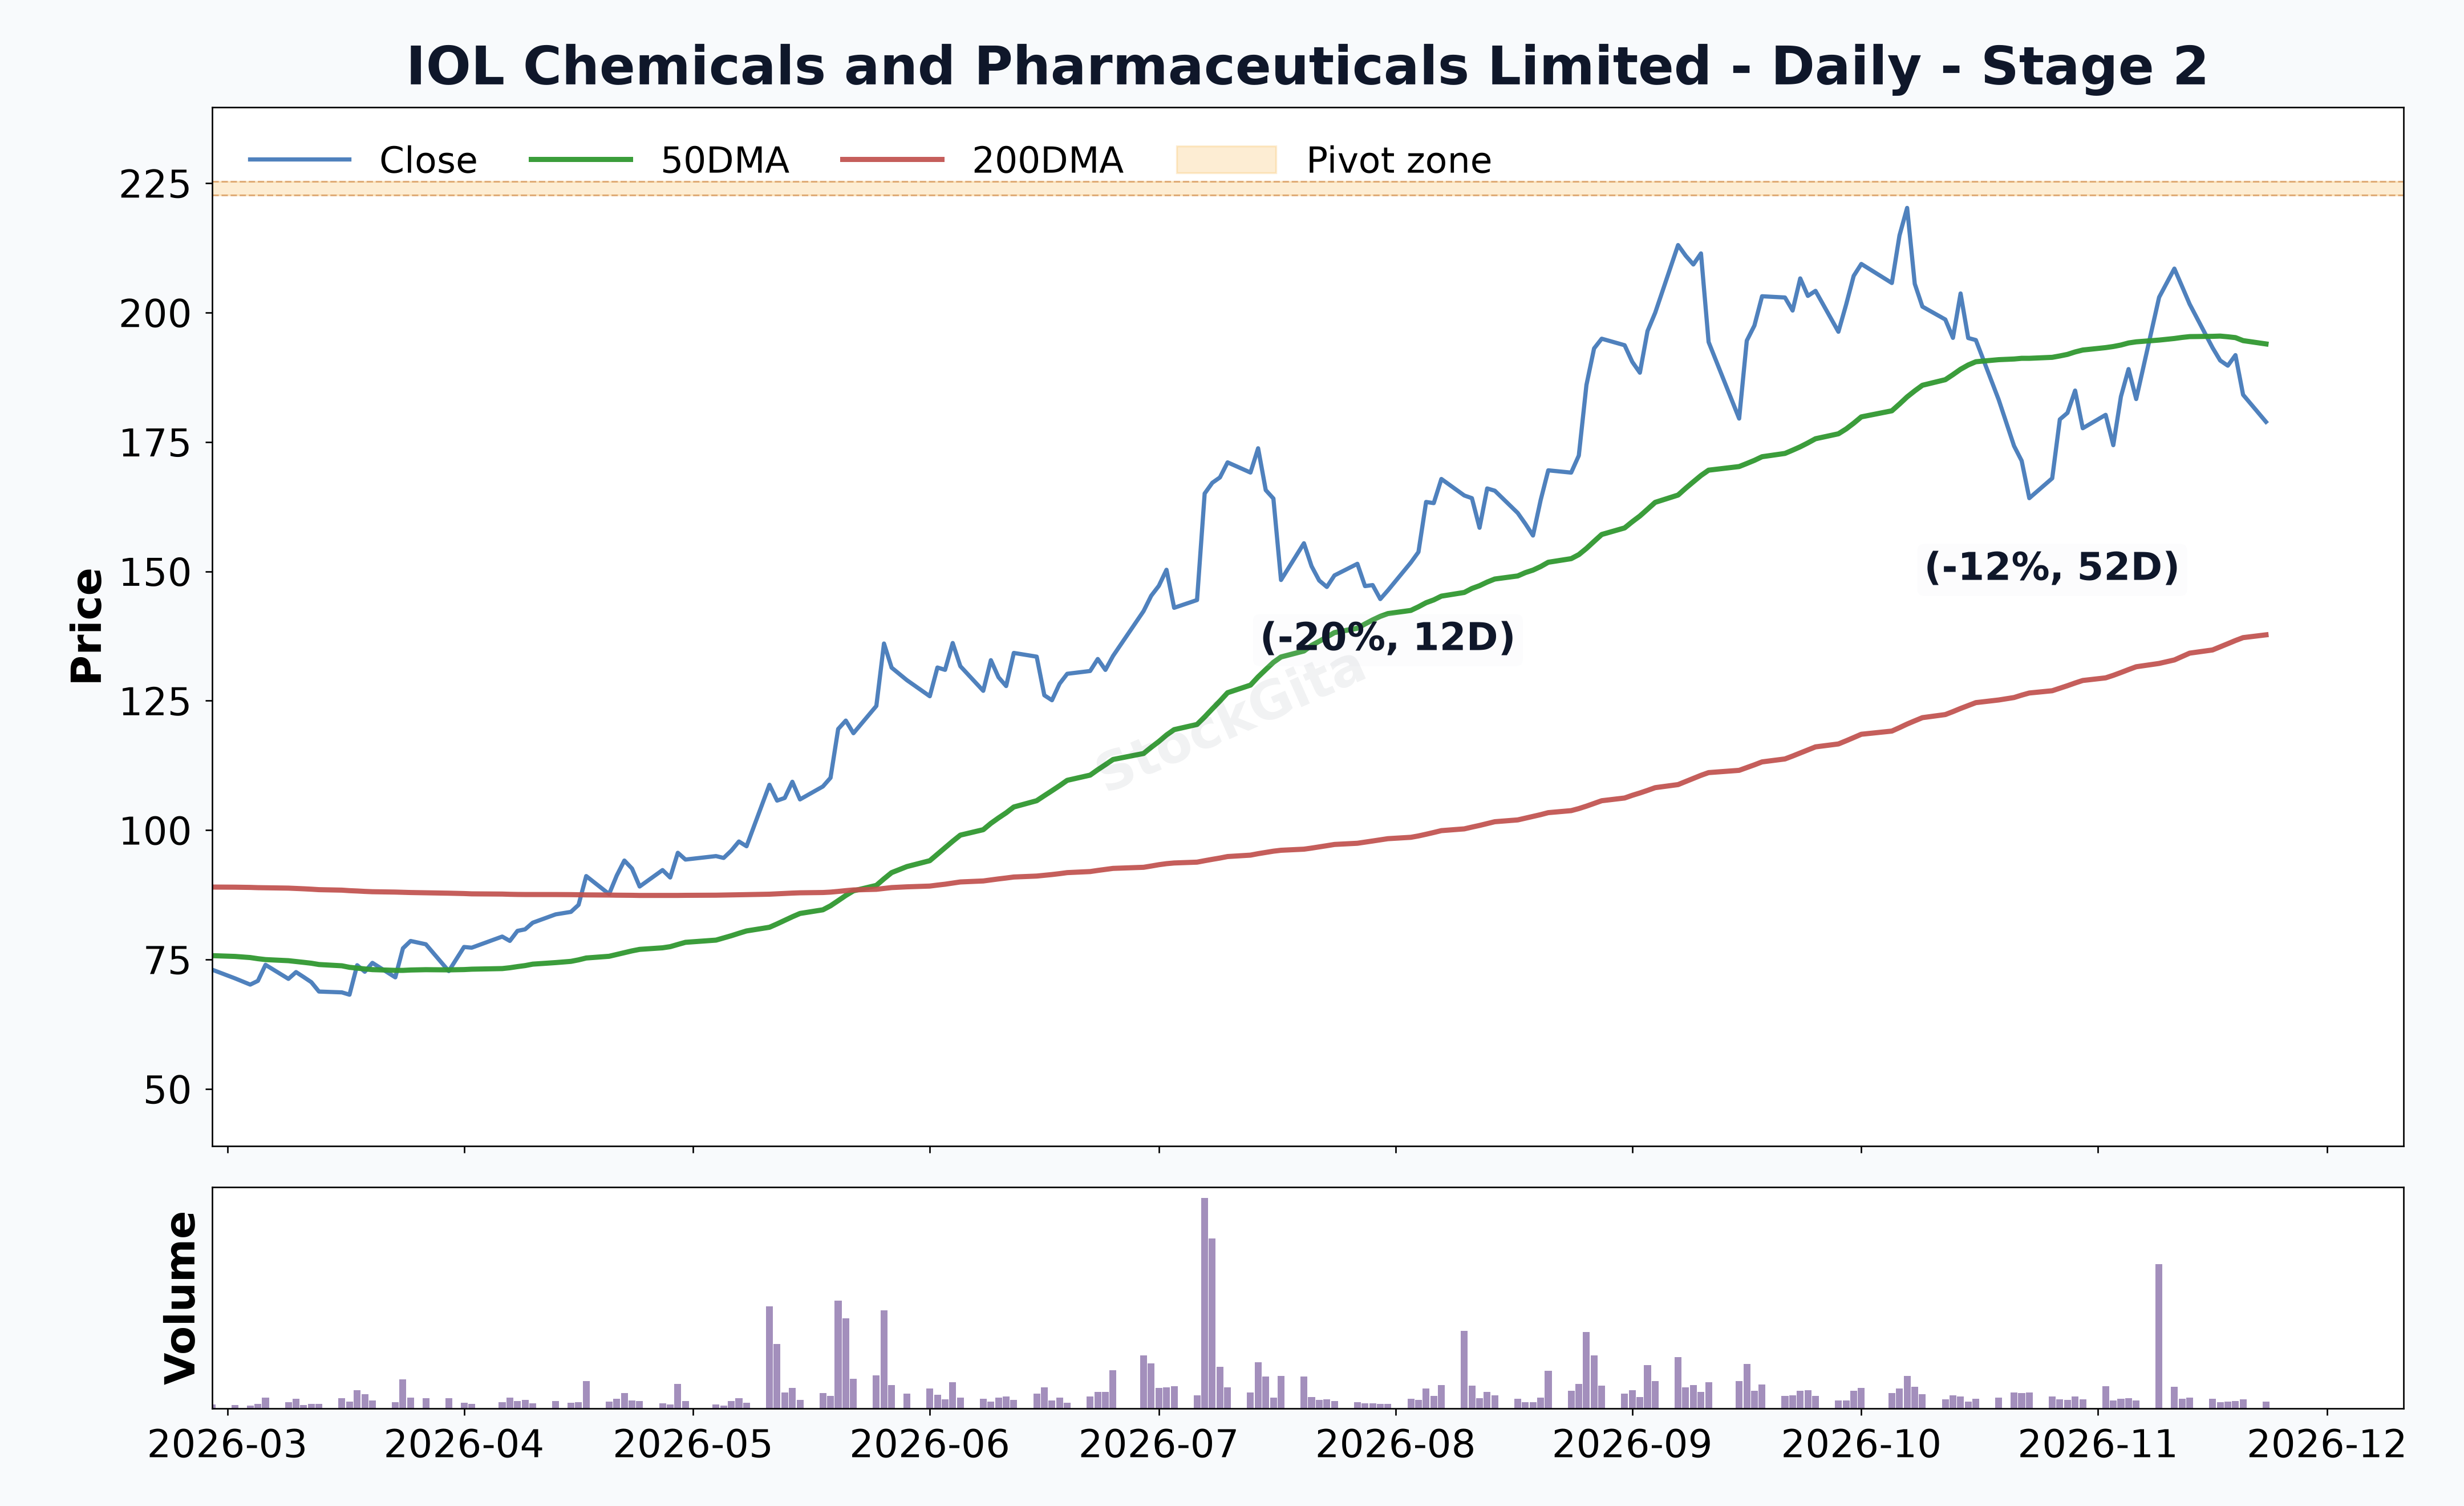 IOL Chemicals and Pharmaceuticals Limited - Daily - Stage 2
Close 50DMA 200DMA Pivot zone
225
200
175
150
125
100
75
50
Price
(-12%, 52D)
(-20%, 12D)
StockGita
Volume
2026-03 2026-04 2026-05 2026-06 2026-07 2026-08 2026-09 2026-10 2026-11 2026-12